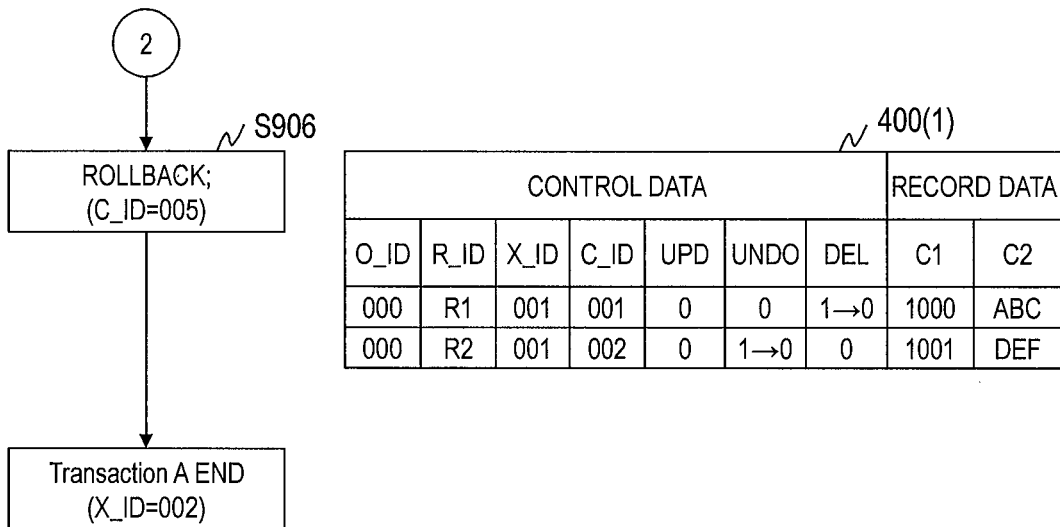 2
S906
ROLLBACK;
(C_ID=005)
400(1)
CONTROL DATA RECORD DATA
O_ID R_ID X_ID C_ID UPD UNDO DEL C1 C2
000 R1 001 001 0 0 1→0 1000 ABC
000 R2 001 002 0 1→0 0 1001 DEF
Transaction A END
(X_ID=002)